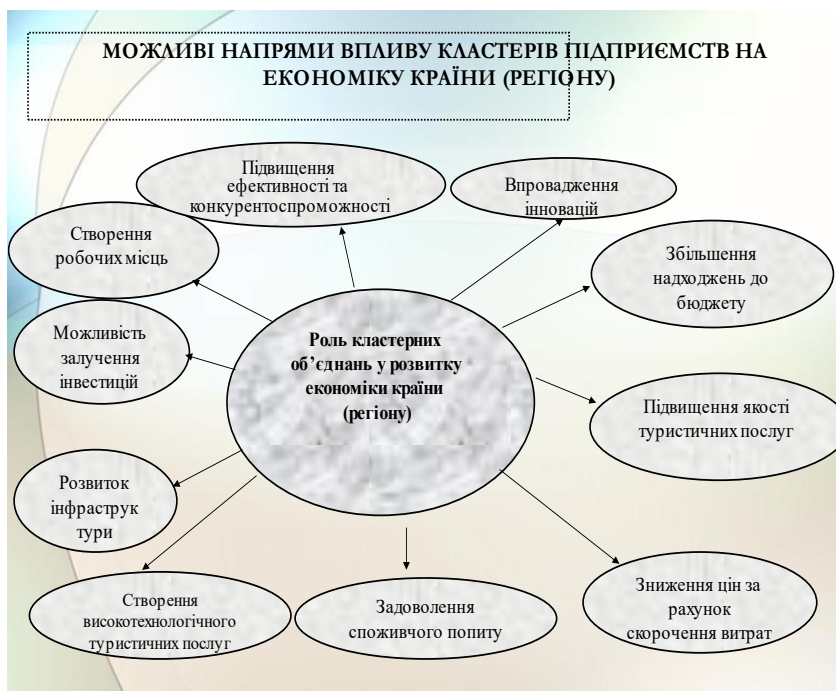 МОЖЛИВІ НАПРЯМИ ВПЛИВУ КЛАСТЕРІВ ПІДПРИЄМСТВ НА
ЕКОНОМІКУ КРАЇНИ (РЕГІОНУ)
Підвищення
ефективності та
конкурентоспроможності
Впровадження
інновацій
Створення
робочих місць
Збільшення
надходжень до
бюджету
Можливість
залучення
інвестицій
Роль кластерних
об’єднань у розвитку
економіки країни
(регіону)
Підвищення якості
туристичних послуг
Розвиток
інфраструк
тури
Створення
високотехнологічного
туристичних послуг
Задоволення
споживчого попиту
Зниження цін за
рахунок
скорочення витрат